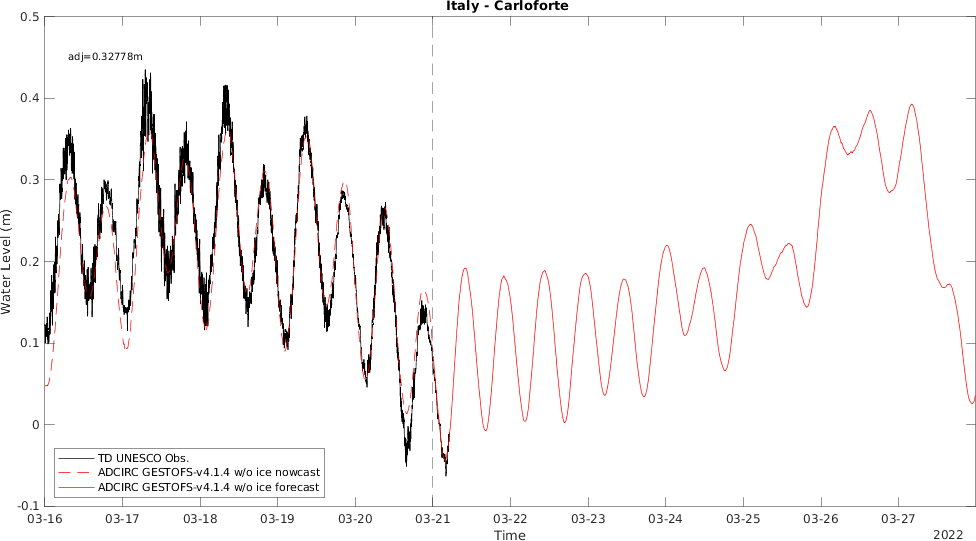 Italy - Carloforte
adj=0.32778m
Water Level (m)
0.5
0.4
0.3
0.2
0.1
0
-0.1
TD UNESCO Obs.
ADCIRC GESTOFS-v4.1.4 w/o ice nowcast
ADCIRC GESTOFS-v4.1.4 w/o ice forecast
03-16 03-17 03-18 03-19 03-20 03-21 03-22 03-23 03-24 03-25 03-26 03-27
Time
2022